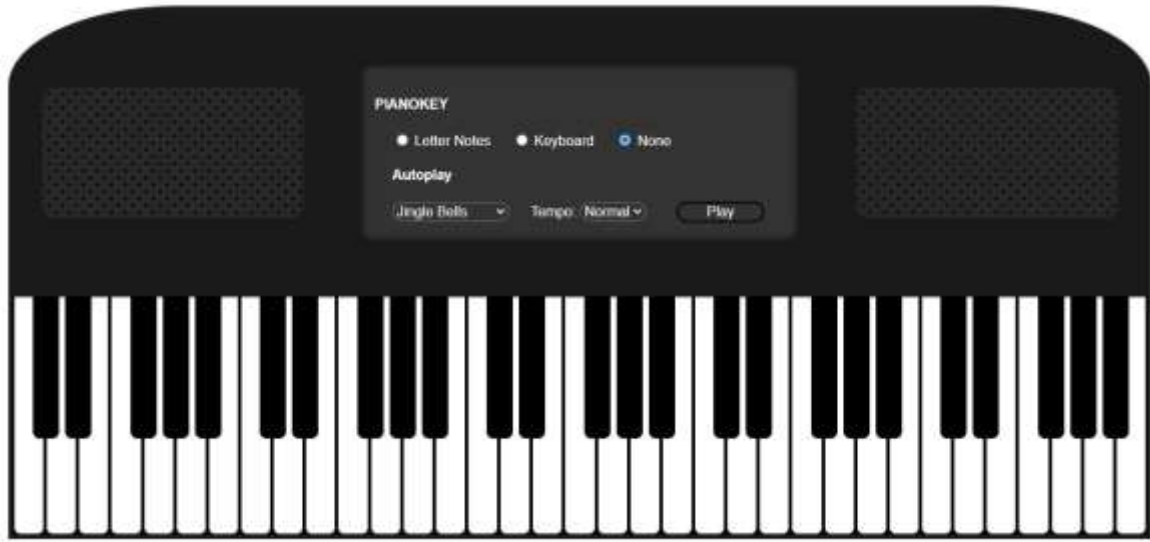 PIANOKEY
Letter Notes Keyboard None
Autoplay
Jingle Bells Tempo: Normal Play